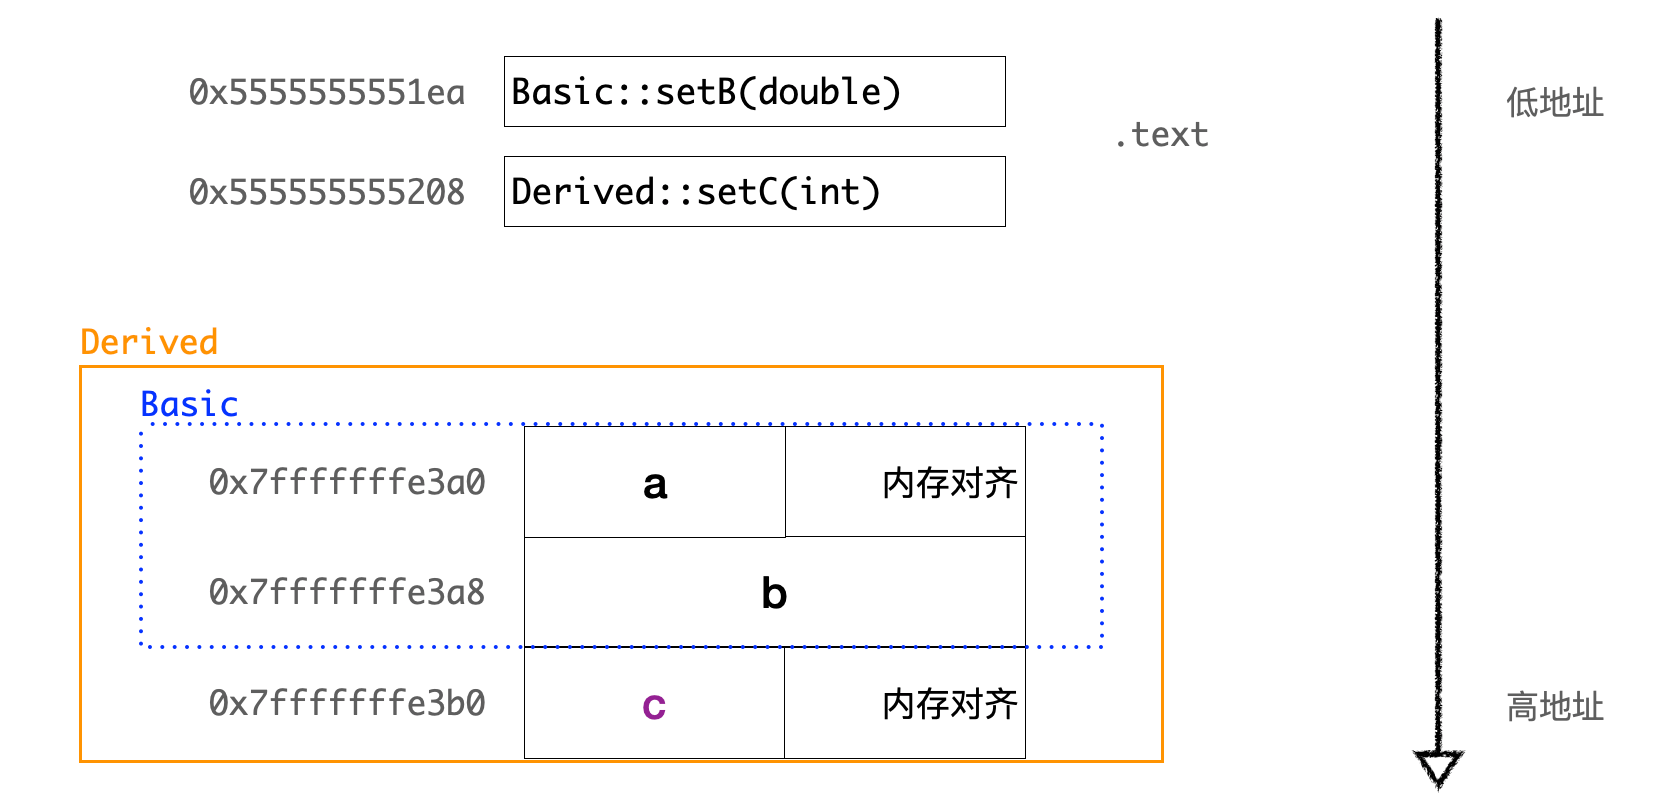 0x5555555551ea Basic::setB(double)
低地址
.text
0x555555555208 Derived::setC(int)
Derived
Basic
0x7fffffffe3a0 a 内存对齐
0x7fffffffe3a8 b
0x7fffffffe3b0 c 内存对齐
高地址